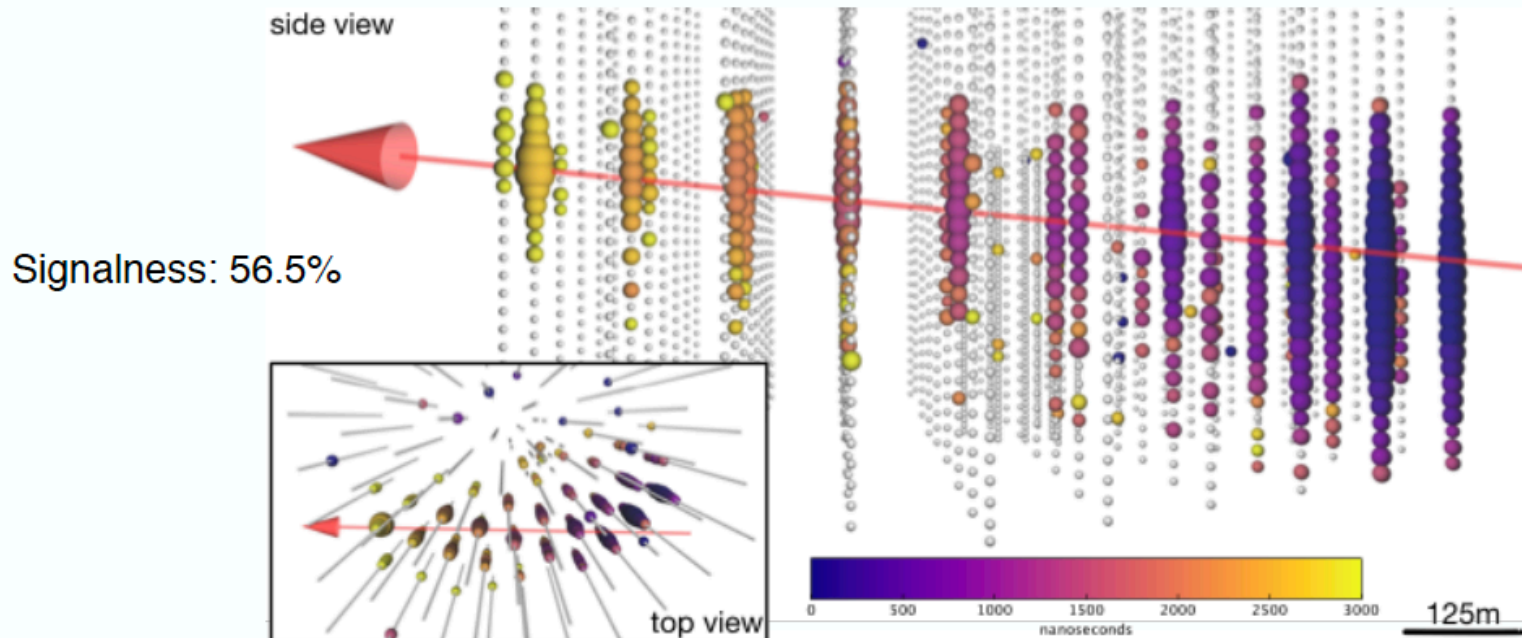 side view
Signalness: 56.5%
top view
0 500 1000 1500 2000 2500 3000
nanoseconds
125m